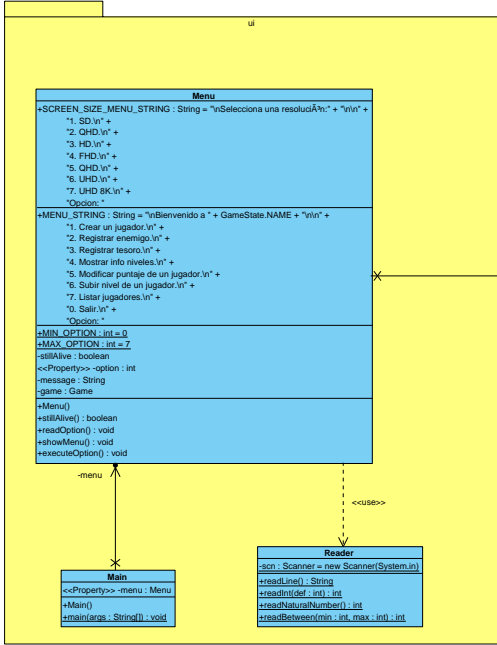 ui
Menu
+SCREEN_SIZE_MENU_STRING : String = "\nSelecciona una resoluciÃ³n:" + "\n\n" +
"1. SD.\n" +
"2. QHD.\n" +
"3. HD.\n" +
"4. FHD.\n" +
"5. QHD.\n" +
"6. UHD.\n" +
"7. UHD 8K.\n" +
"Opcion: "
+MENU_STRING : String = "\nBienvenido a " + GameState.NAME + "\n\n" +
"1. Crear un jugador.\n" +
"2. Registrar enemigo.\n" +
"3. Registrar tesoro.\n" +
"4. Mostrar info niveles.\n" +
"5. Modificar puntaje de un jugador.\n" +
"6. Subir nivel de un jugador.\n" +
"7. Listar jugadores.\n" +
"0. Salir.\n" +
"Opcion: "
+MIN_OPTION : int = 0
+MAX_OPTION : int = 7
-stillAlive : boolean
<<Property>> -option : int
-message : String
-game : Game
+Menu()
+stillAlive() : boolean
+readOption() : void
+showMenu() : void
+executeOption() : void
-menu
<<use>>
Main
<<Property>> -menu : Menu
+Main()
+main(args : String[]) : void
Reader
-scn : Scanner = new Scanner(System.in)
+readLine() : String
+readInt(def : int) : int
+readNaturalNumber() : int
+readBetween(min : int, max : int) : int